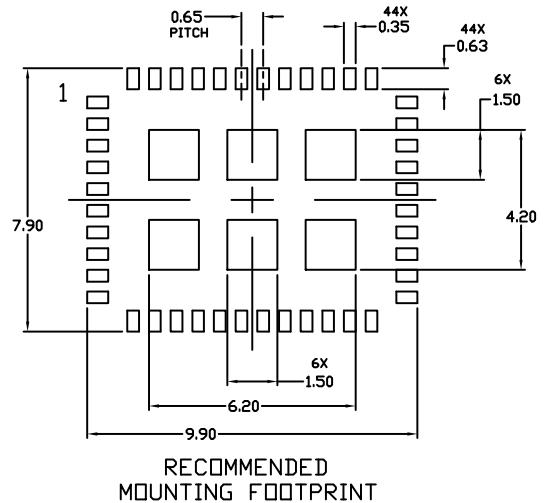 0.65
PITCH
44X
0.35
44X
0.63
6X
1.50
1
7.90
4.20
6X
1.50
6.20
9.90
RECOMMENDED
MOUNTING FOOTPRINT